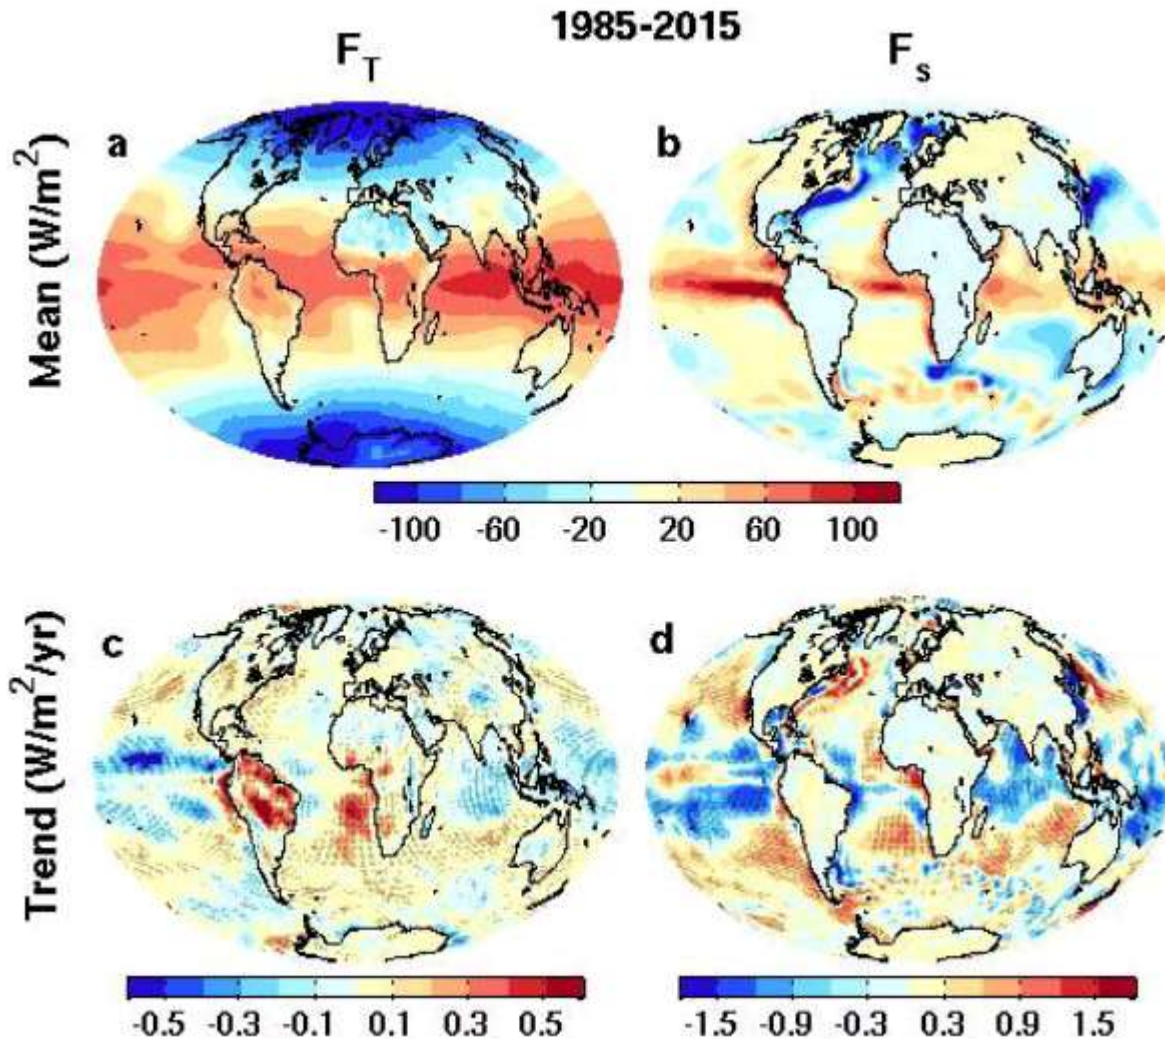 1985-2015
F_T
F_s
Mean (W/m²)
a
b
-100 -60 -20 20 60 100
Trend (W/m²/yr)
c
d
-0.5 -0.3 -0.1 0.1 0.3 0.5
-1.5 -0.9 -0.3 0.3 0.9 1.5